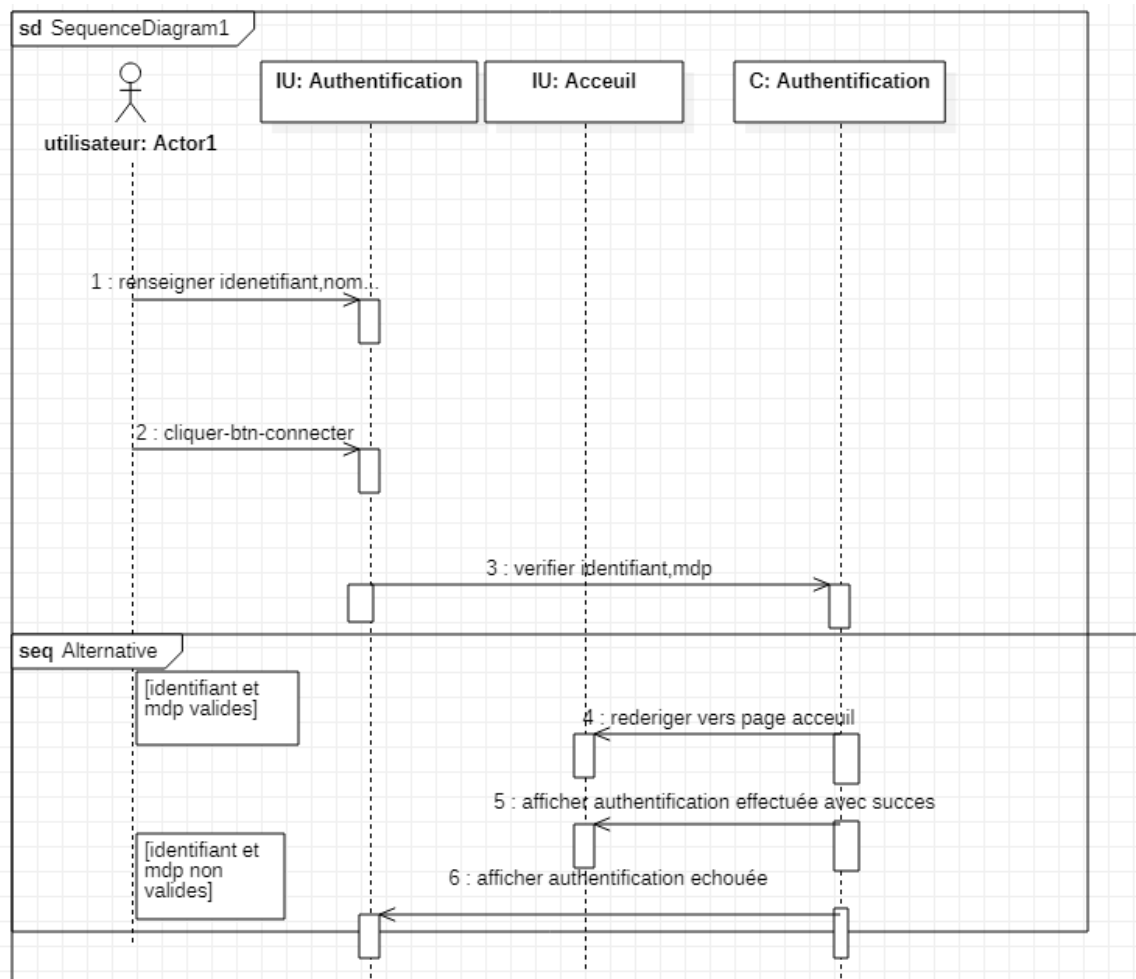 sd SequenceDiagram1
IU: Authentification
IU: Acceuil
C: Authentification
utilisateur: Actor1
1 : renseigner idenetifiant,nom...
2 : cliquer-btn-connecter
3 : verifier identifiant,mdp
seq Alternative
[identifiant et
mdp valides]
4 : rederiger vers page acceuil
5 : afficher authentification effectuée avec succes
[identifiant et
mdp non
valides]
6 : afficher authentification echouée